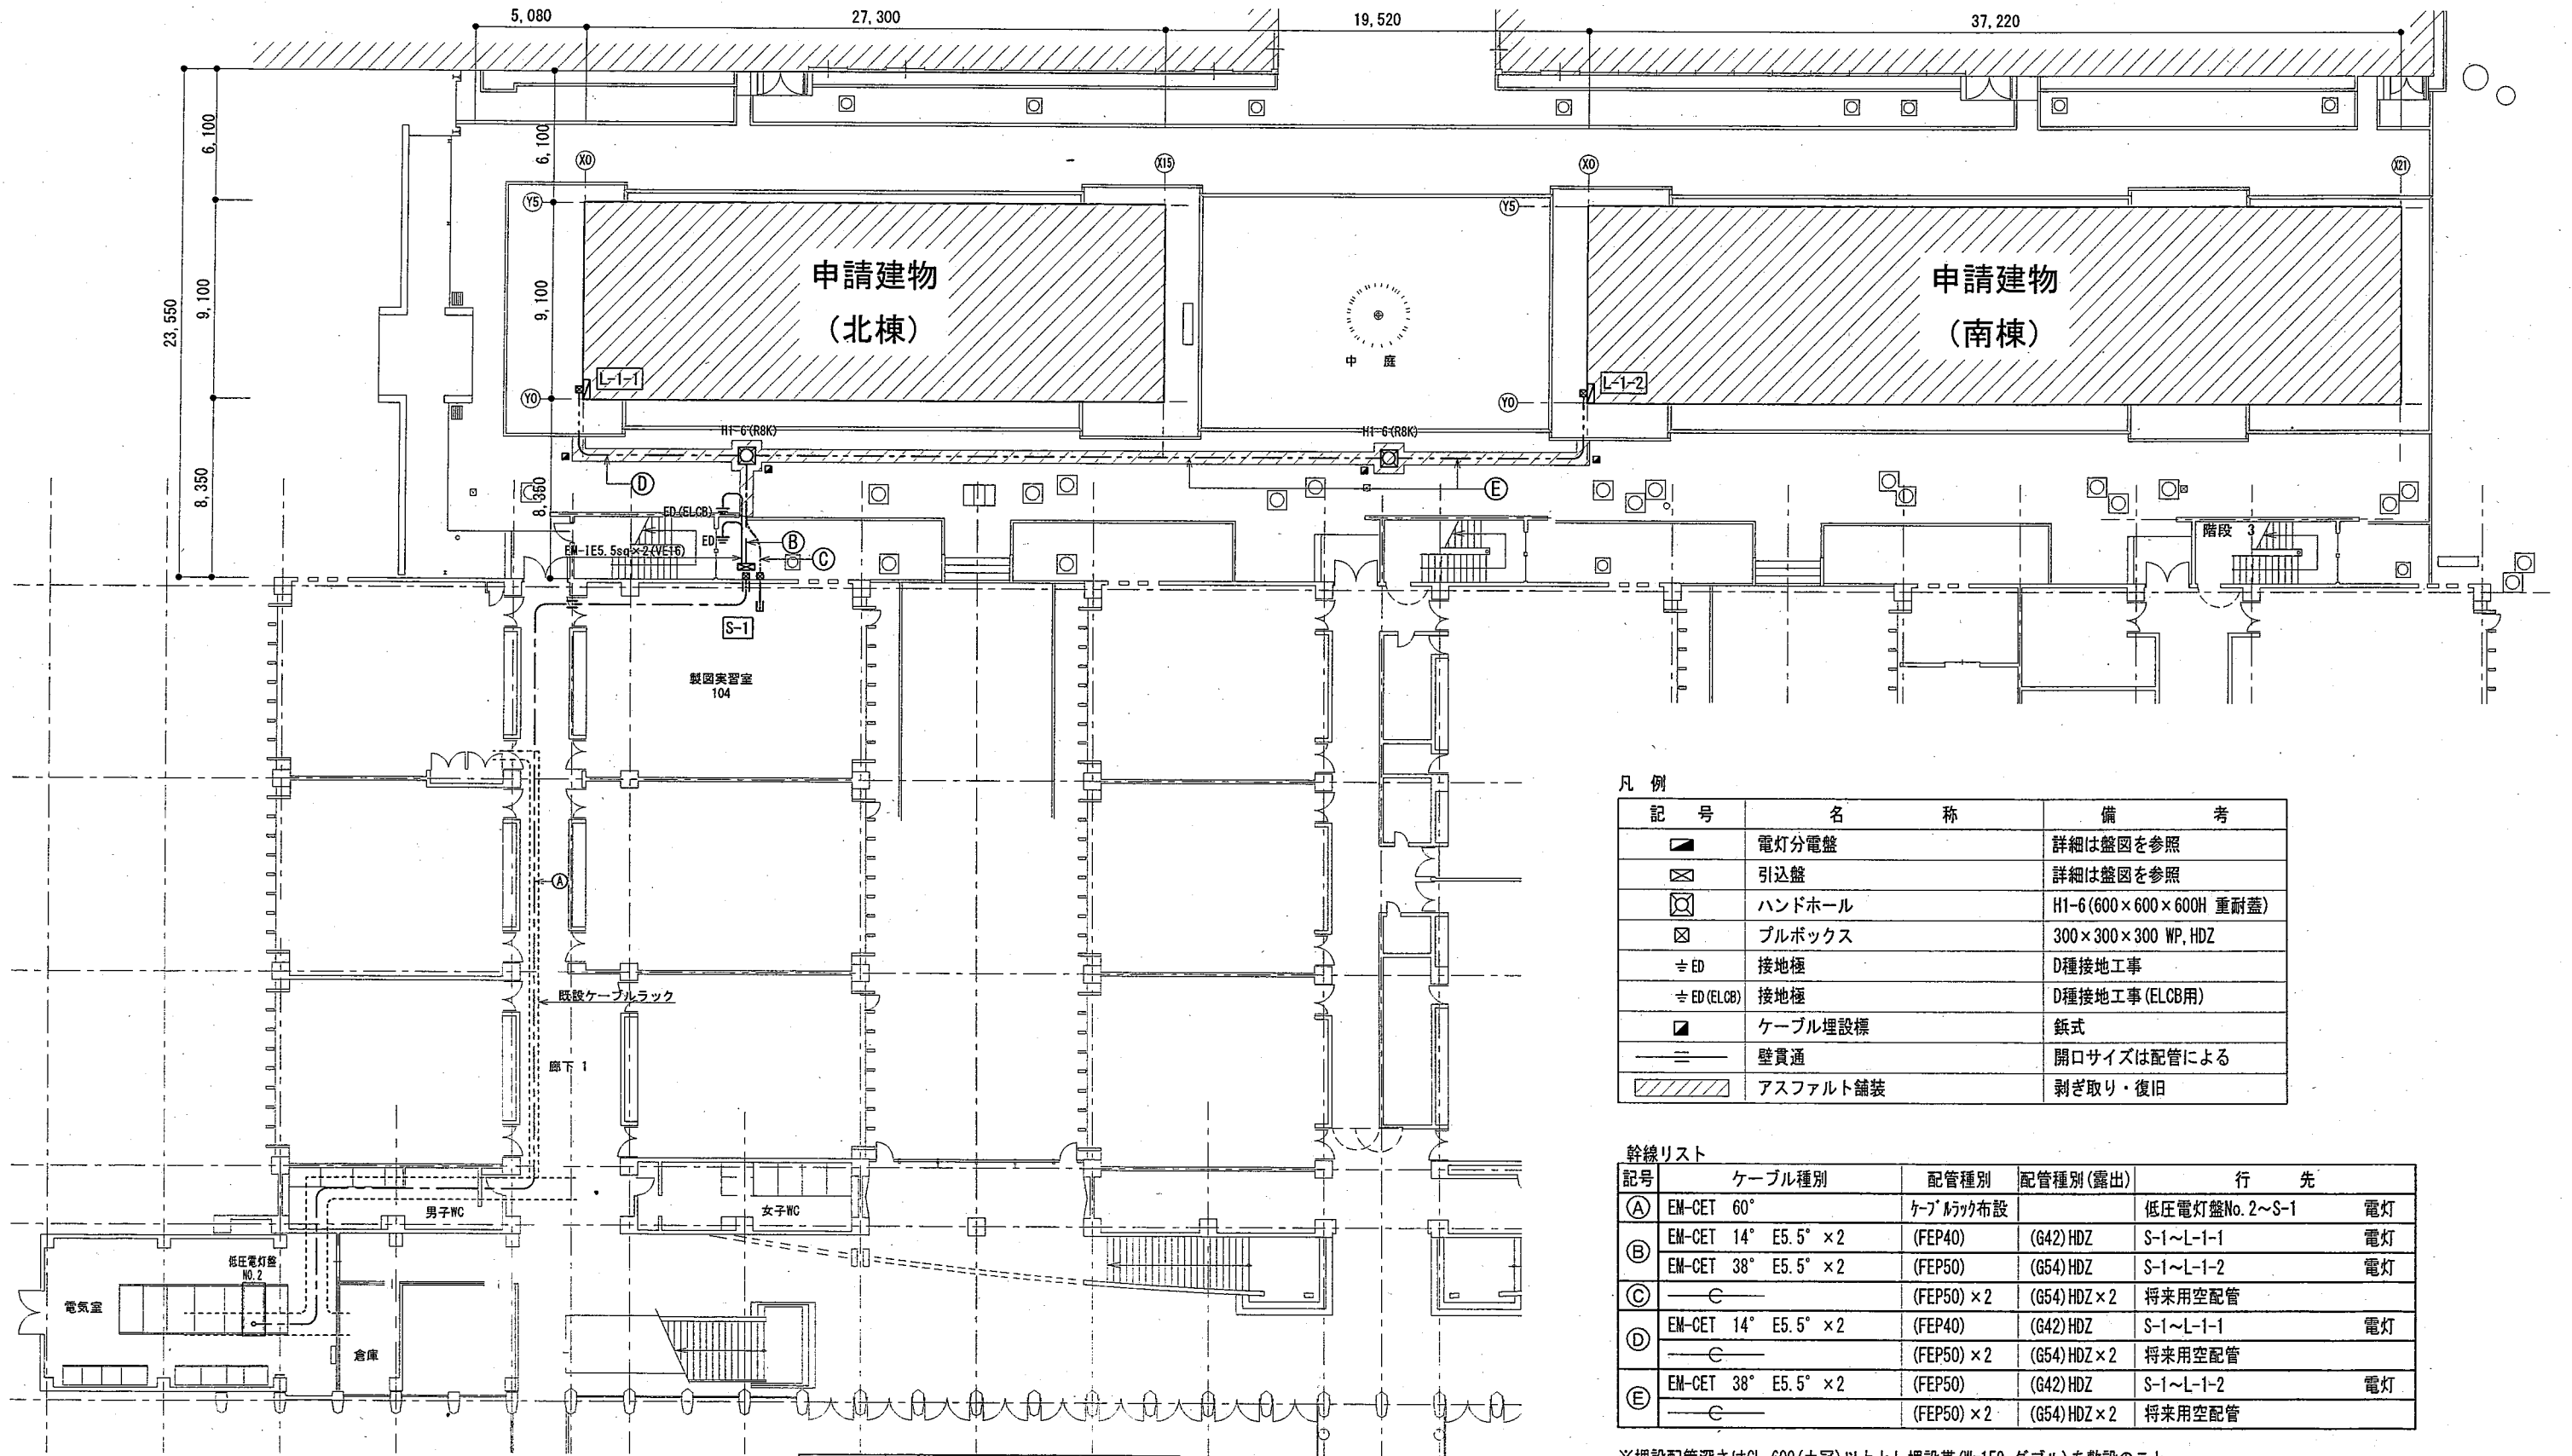 5,080
27,300
19,520
37,220
6,100
6,100
X0
X15
X0
X21
Y5
Y5
23,550
9,100
9,100
申請建物
(北棟)
申請建物
(南棟)
中庭
L-1-1
L-1-2
Y0
Y0
H1-6(R8K)
H1-6(R8K)
8,350
8,350
D
E
ED(ELCB)
ED
B
EM-IE5.5sq×2(VE16)
C
階段 3
S-1
製図実習室
104
A
既設ケーブルラック
廊下 1
男子WC
女子WC
低圧電灯盤
NO.2
電気室
倉庫
凡 例
記 号 名 称 備 考
電灯分電盤 詳細は盤図を参照
引込盤 詳細は盤図を参照
ハンドホール H1-6(600×600×600H 重耐蓋)
プルボックス 300×300×300 WP,HDZ
ED 接地極 D種接地工事
ED(ELCB) 接地極 D種接地工事(ELCB用)
ケーブル埋設標 鋲式
壁貫通 開口サイズは配管による
アスファルト舗装 剥ぎ取り・復旧
幹線リスト
記号 ケーブル種別 配管種別 配管種別(露出) 行 先
A EM-CET 60° ケーブルラック布設 低圧電灯盤No.2～S-1 電灯
B EM-CET 14° E5.5° ×2 (FEP40) (G42)HDZ S-1～L-1-1 電灯
EM-CET 38° E5.5° ×2 (FEP50) (G54)HDZ S-1～L-1-2 電灯
C (FEP50)×2 (G54)HDZ×2 将来用空配管
D EM-CET 14° E5.5° ×2 (FEP40) (G42)HDZ S-1～L-1-1 電灯
(FEP50)×2 (G54)HDZ×2 将来用空配管
E EM-CET 38° E5.5° ×2 (FEP50) (G42)HDZ S-1～L-1-2 電灯
(FEP50)×2 (G54)HDZ×2 将来用空配管